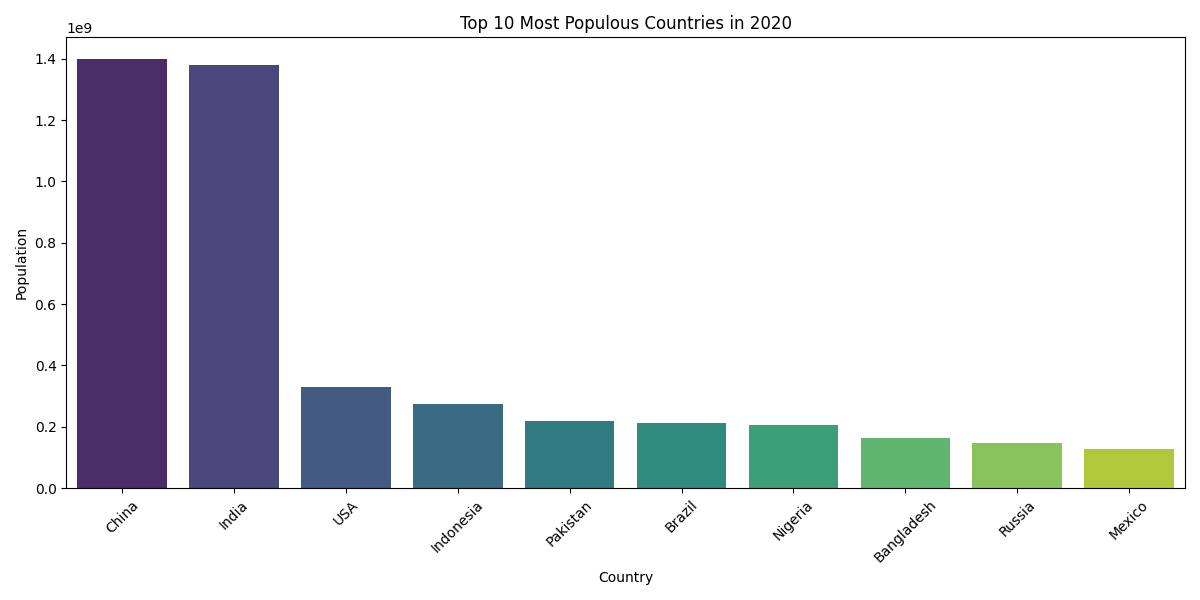 Top 10 Most Populous Countries in 2020
1e9
1.4
1.2
1.0
0.8
0.6
0.4
0.2
0.0
Population
China India USA Indonesia Pakistan Brazil Nigeria Bangladesh Russia Mexico
Country